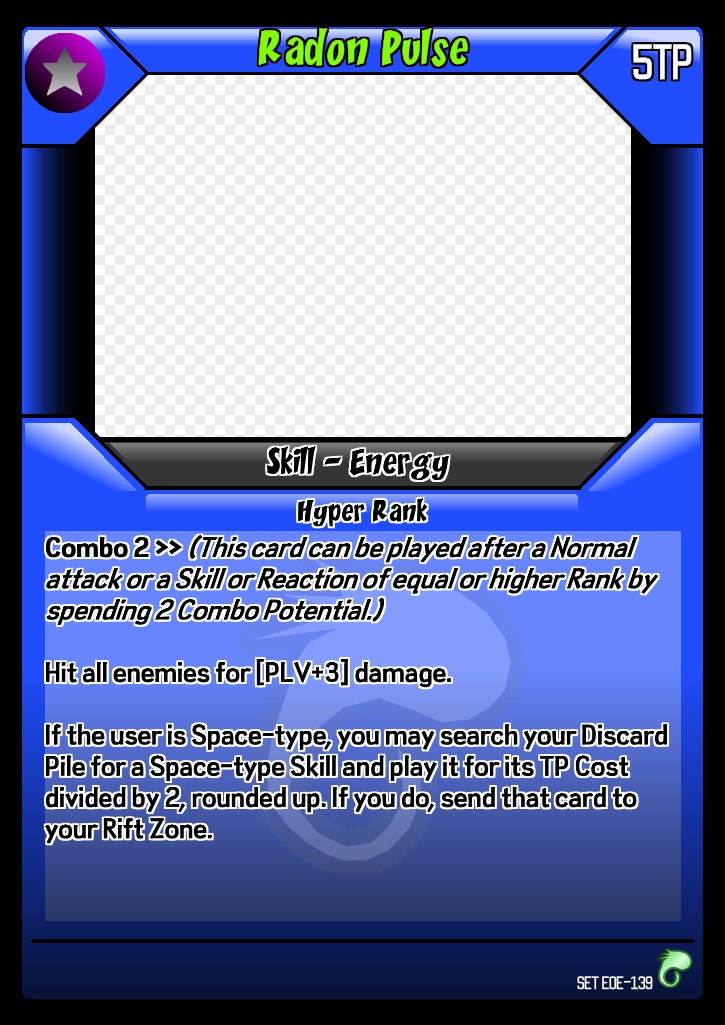 Radon Pulse
5TP
Skill - Energy
Hyper Rank
Combo 2 >> (This card can be played after a Normal
attack or a Skill or Reaction of equal or higher Rank by
spending 2 Combo Potential.)
Hit all enemies for [PLV+3] damage.
If the user is Space-type, you may search your Discard
Pile for a Space-type Skill and play it for its TP Cost
divided by 2, rounded up. If you do, send that card to
your Rift Zone.
SET EOE-139